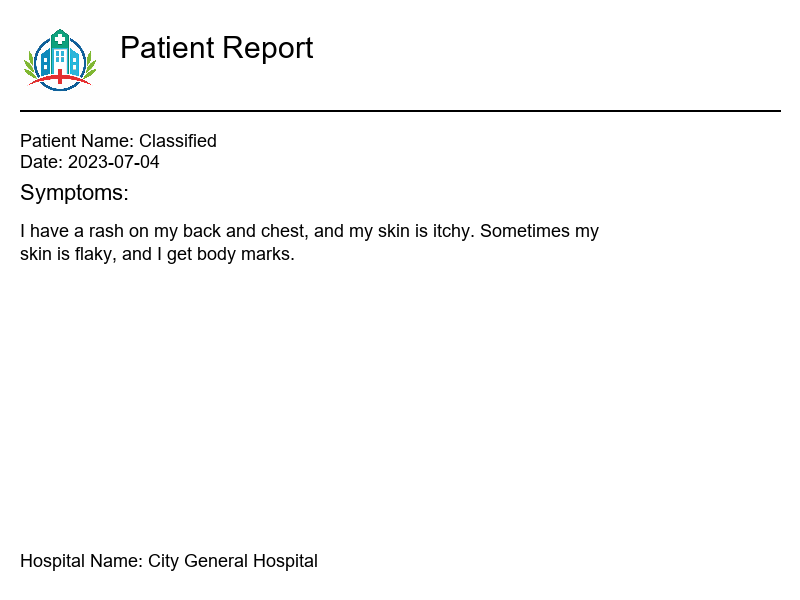 Patient Report
Patient Name: Classified
Date: 2023-07-04
Symptoms:
I have a rash on my back and chest, and my skin is itchy. Sometimes my
skin is flaky, and I get body marks.
Hospital Name: City General Hospital